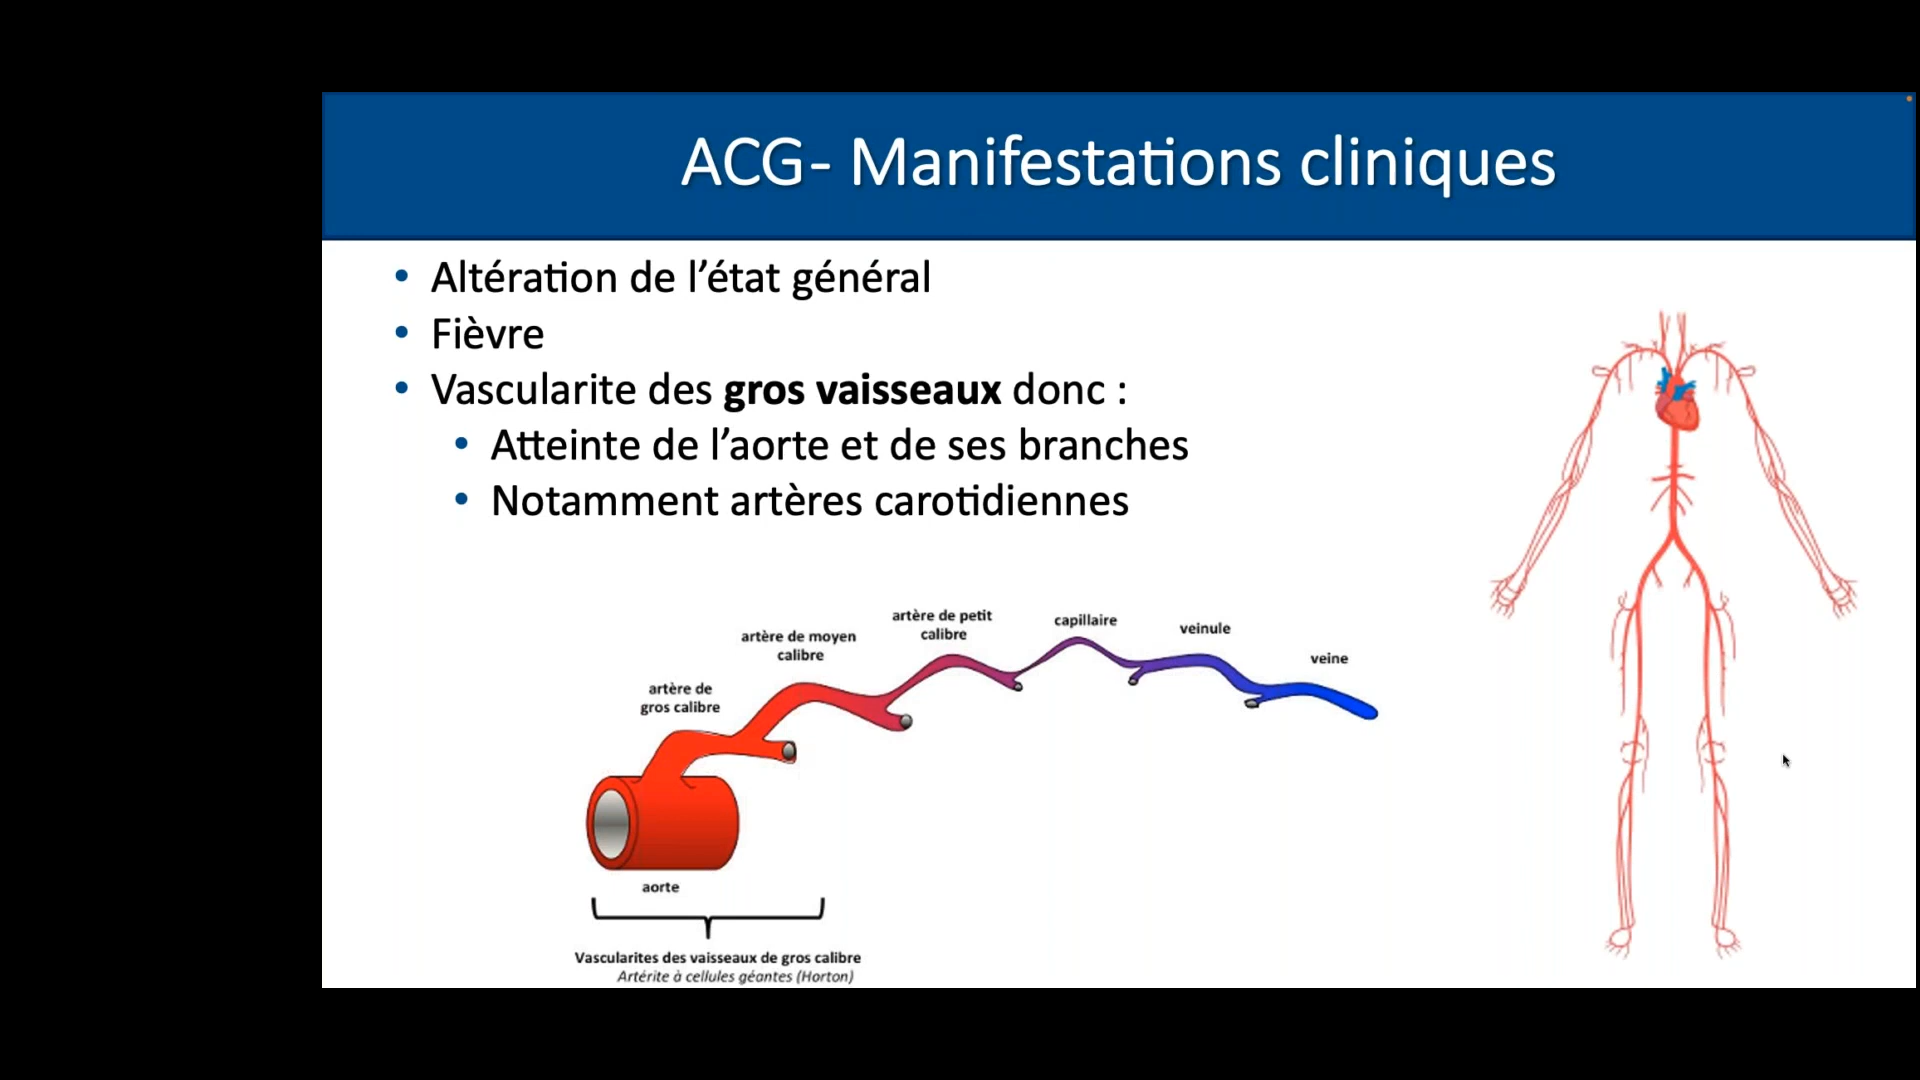 ACG- Manifestations cliniques
• Altération de l’état général
• Fièvre
• Vascularite des gros vaisseaux donc :
• Atteinte de l’aorte et de ses branches
• Notamment artères carotidiennes
artère de petit
calibre
capillaire
veinule
artère de moyen
calibre
veine
artère de
gros calibre
aorte
Vascularites des vaisseaux de gros calibre
Artérite à cellules géantes (Horton)